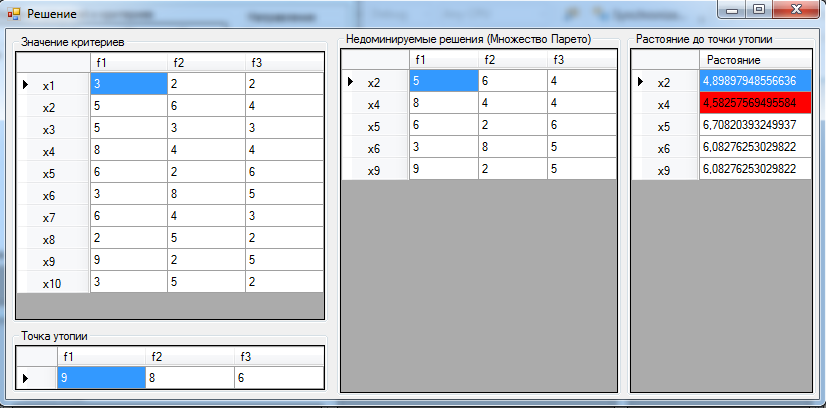 Решение
Значение критериев
f1 f2 f3
x1 3 2 2
x2 5 6 4
x3 5 3 3
x4 8 4 4
x5 6 2 6
x6 3 8 5
x7 6 4 3
x8 2 5 2
x9 9 2 5
x10 3 5 2
Точка утопии
f1 f2 f3
9 8 6
Недоминируемые решения (Множество Парето)
f1 f2 f3
x2 5 6 4
x4 8 4 4
x5 6 2 6
x6 3 8 5
x9 9 2 5
Растояние до точки утопии
Растояние
x2 4,89897948556636
x4 4,58257569495584
x5 6,70820393249937
x6 6,08276253029822
x9 6,08276253029822